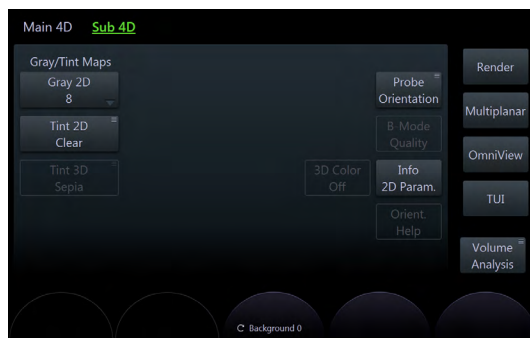 Main 4D Sub 4D
Gray/Tint Maps
Gray 2D
8
Tint 2D
Clear
Tint 3D
Sepia
3D Color
Off
Probe
Orientation
B Mode
Quality
Info
2D Param.
Orient.
Help
Render
Multiplanar
OmniView
TUI
Volume
Analysis
Background 0